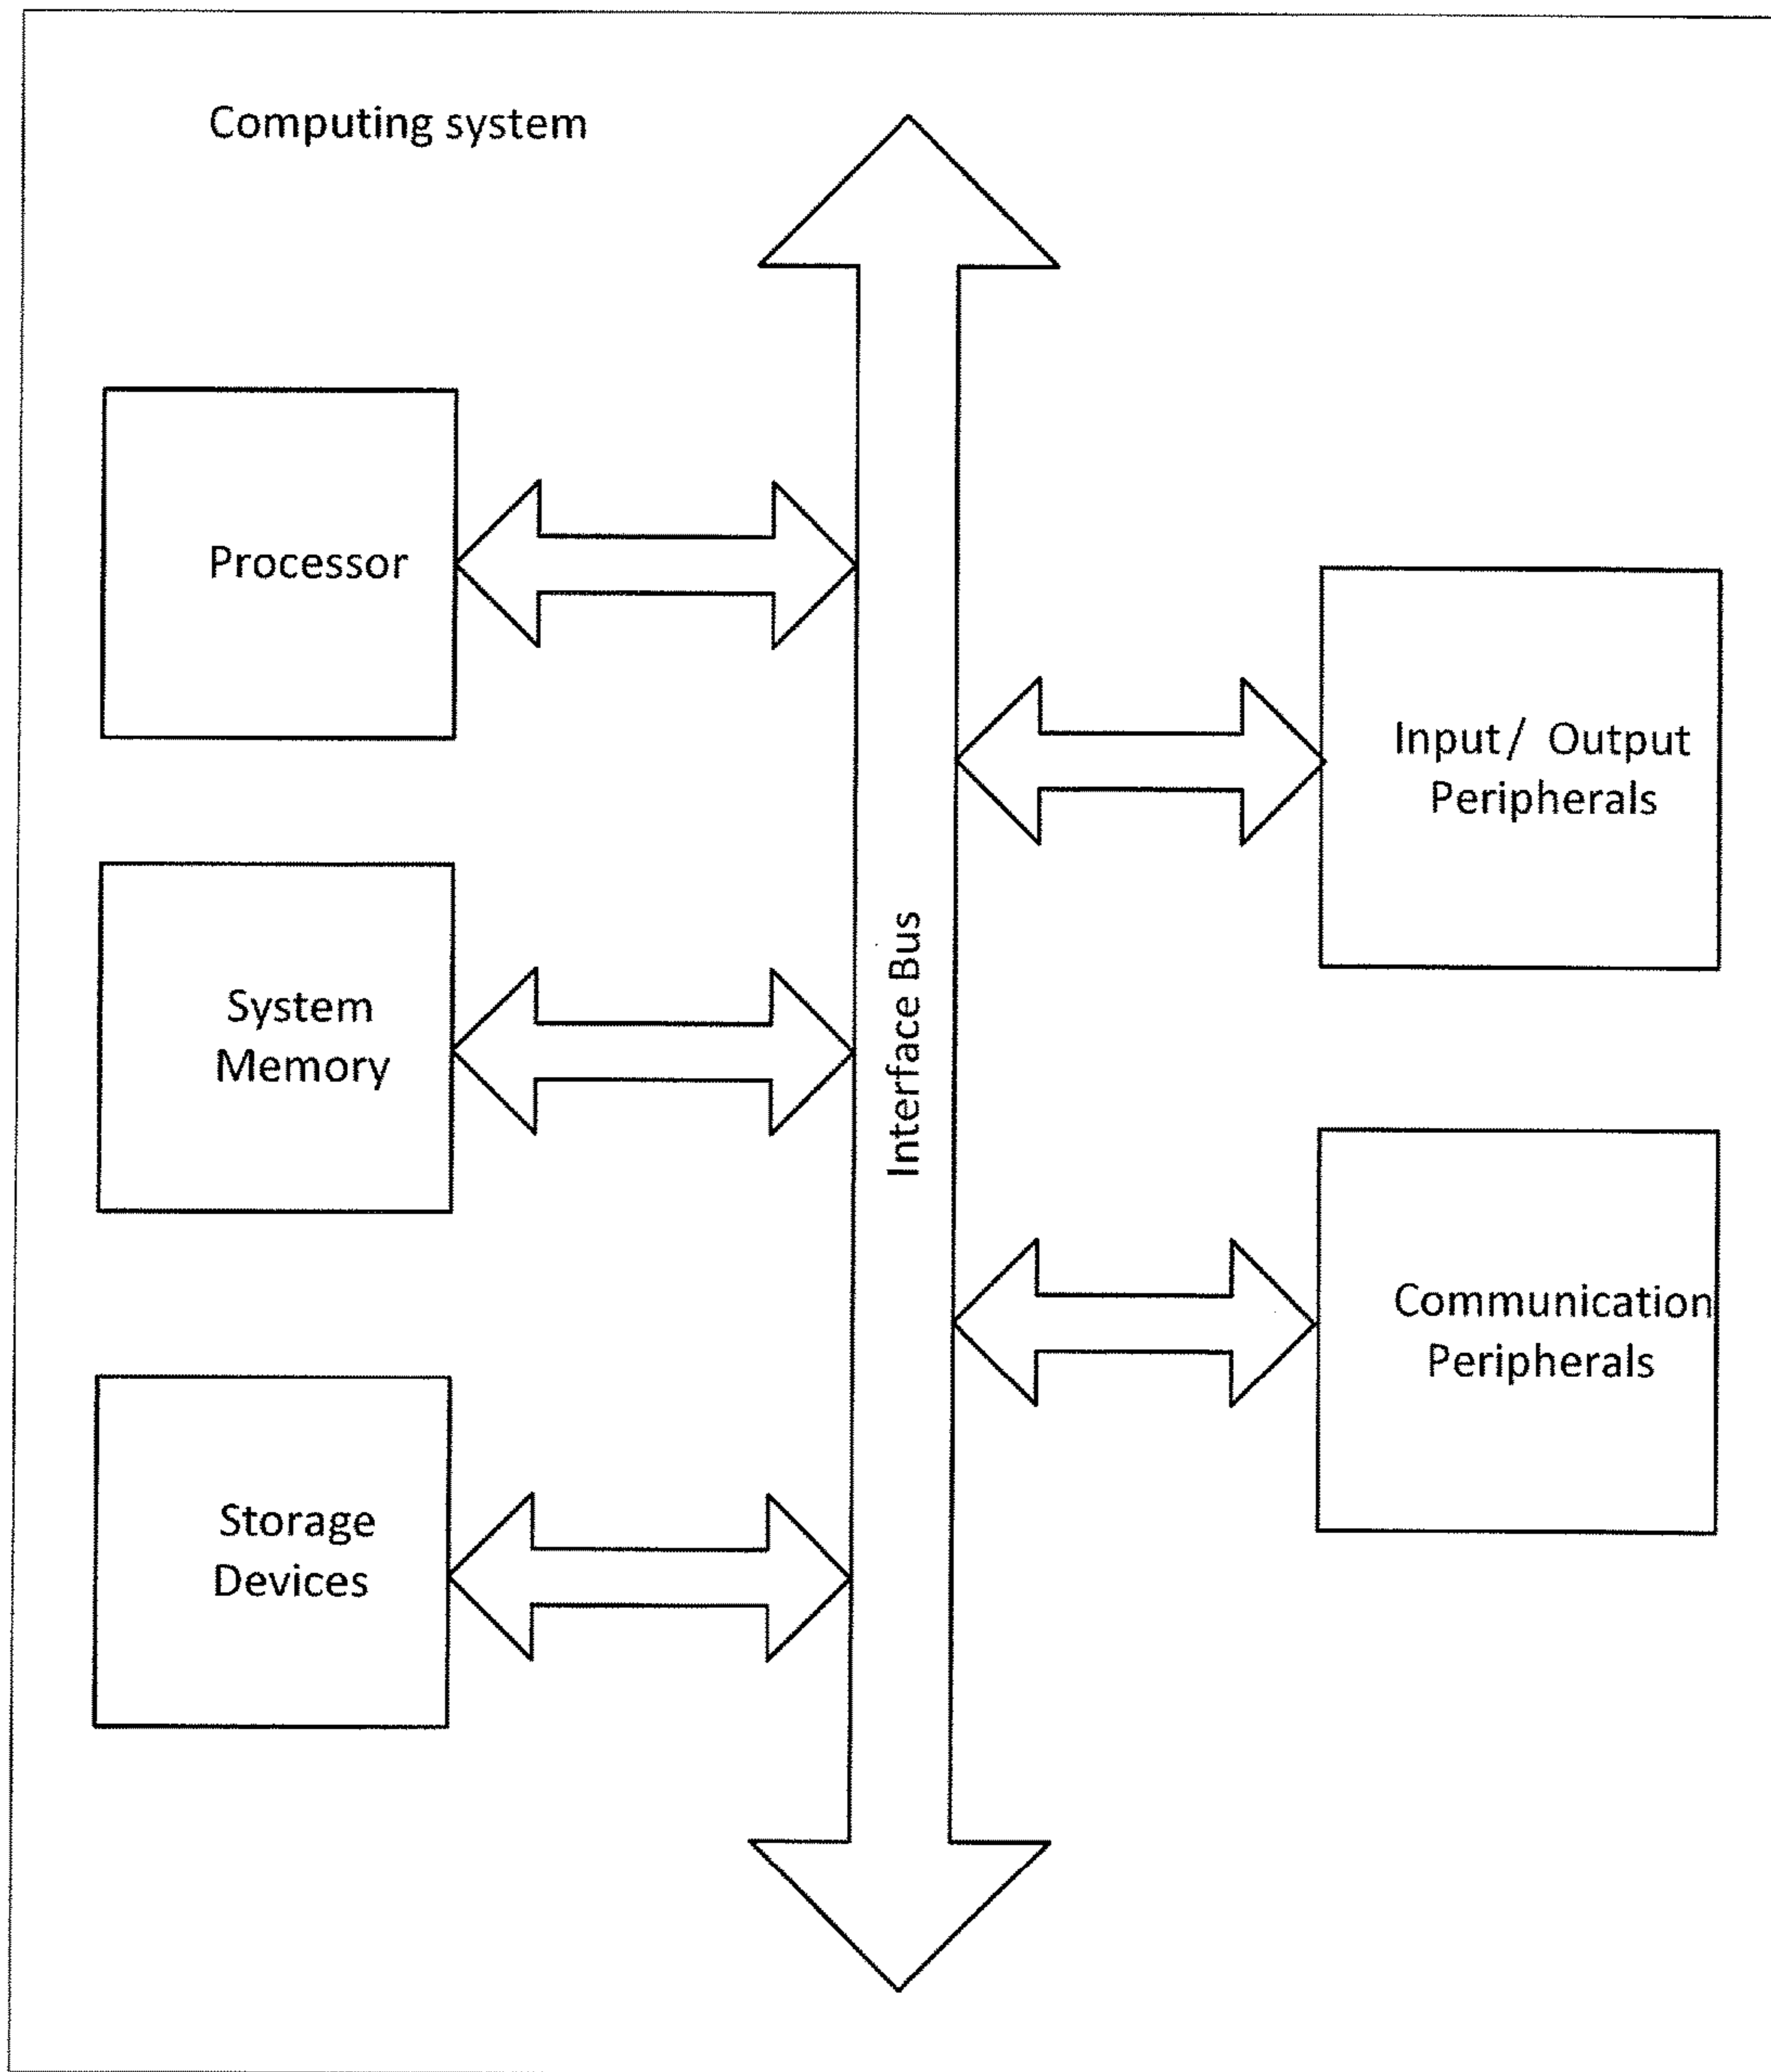 Computing system
Processor
Input / Output
Peripherals
System
Memory
Interface Bus
Communication
Peripherals
Storage
Devices